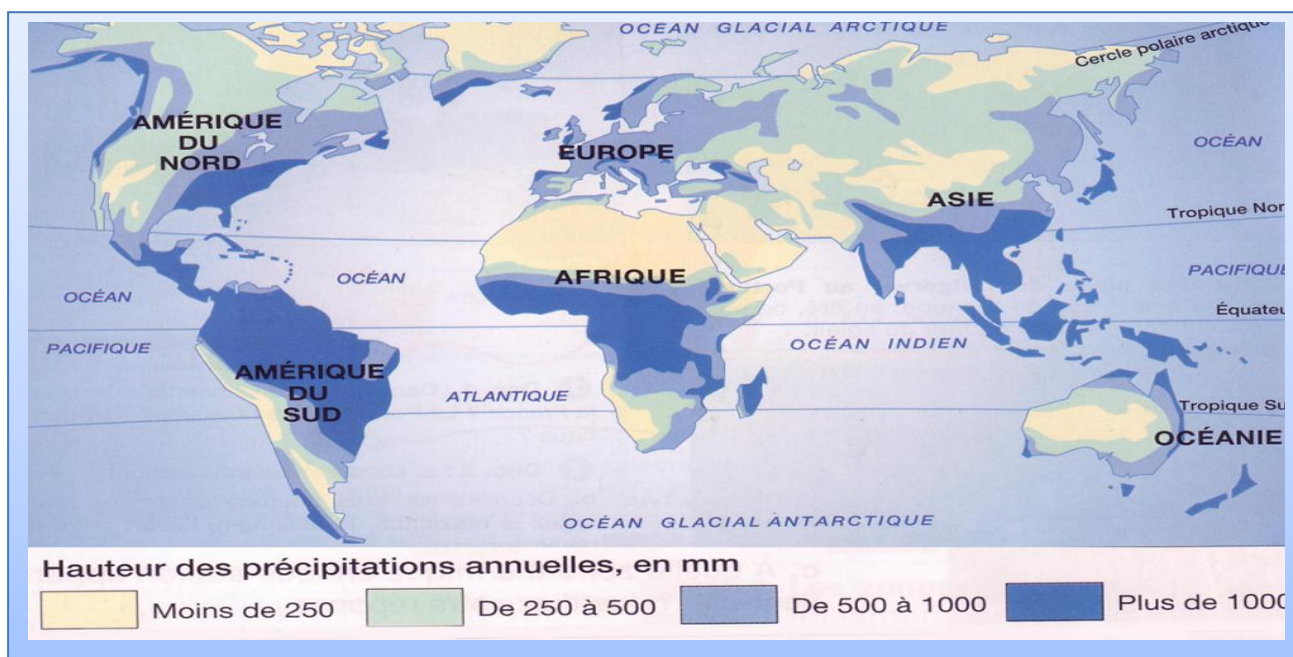 OCÉAN GLACIAL ARCTIQUE
Cercle polaire arctique
AMÉRIQUE
DU
NORD
EUROPE
OCÉAN
ASIE
Tropique Nor
OCÉAN
AFRIQUE
PACIFIQUE
OCÉAN
Équateu
PACIFIQUE
OCÉAN INDIEN
AMÉRIQUE
DU
SUD
ATLANTIQUE
Tropique Su
OCÉANIE
OCÉAN GLACIAL ANTARCTIQUE
Hauteur des précipitations annuelles, en mm
Moins de 250
De 250 à 500
De 500 à 1000
Plus de 1000